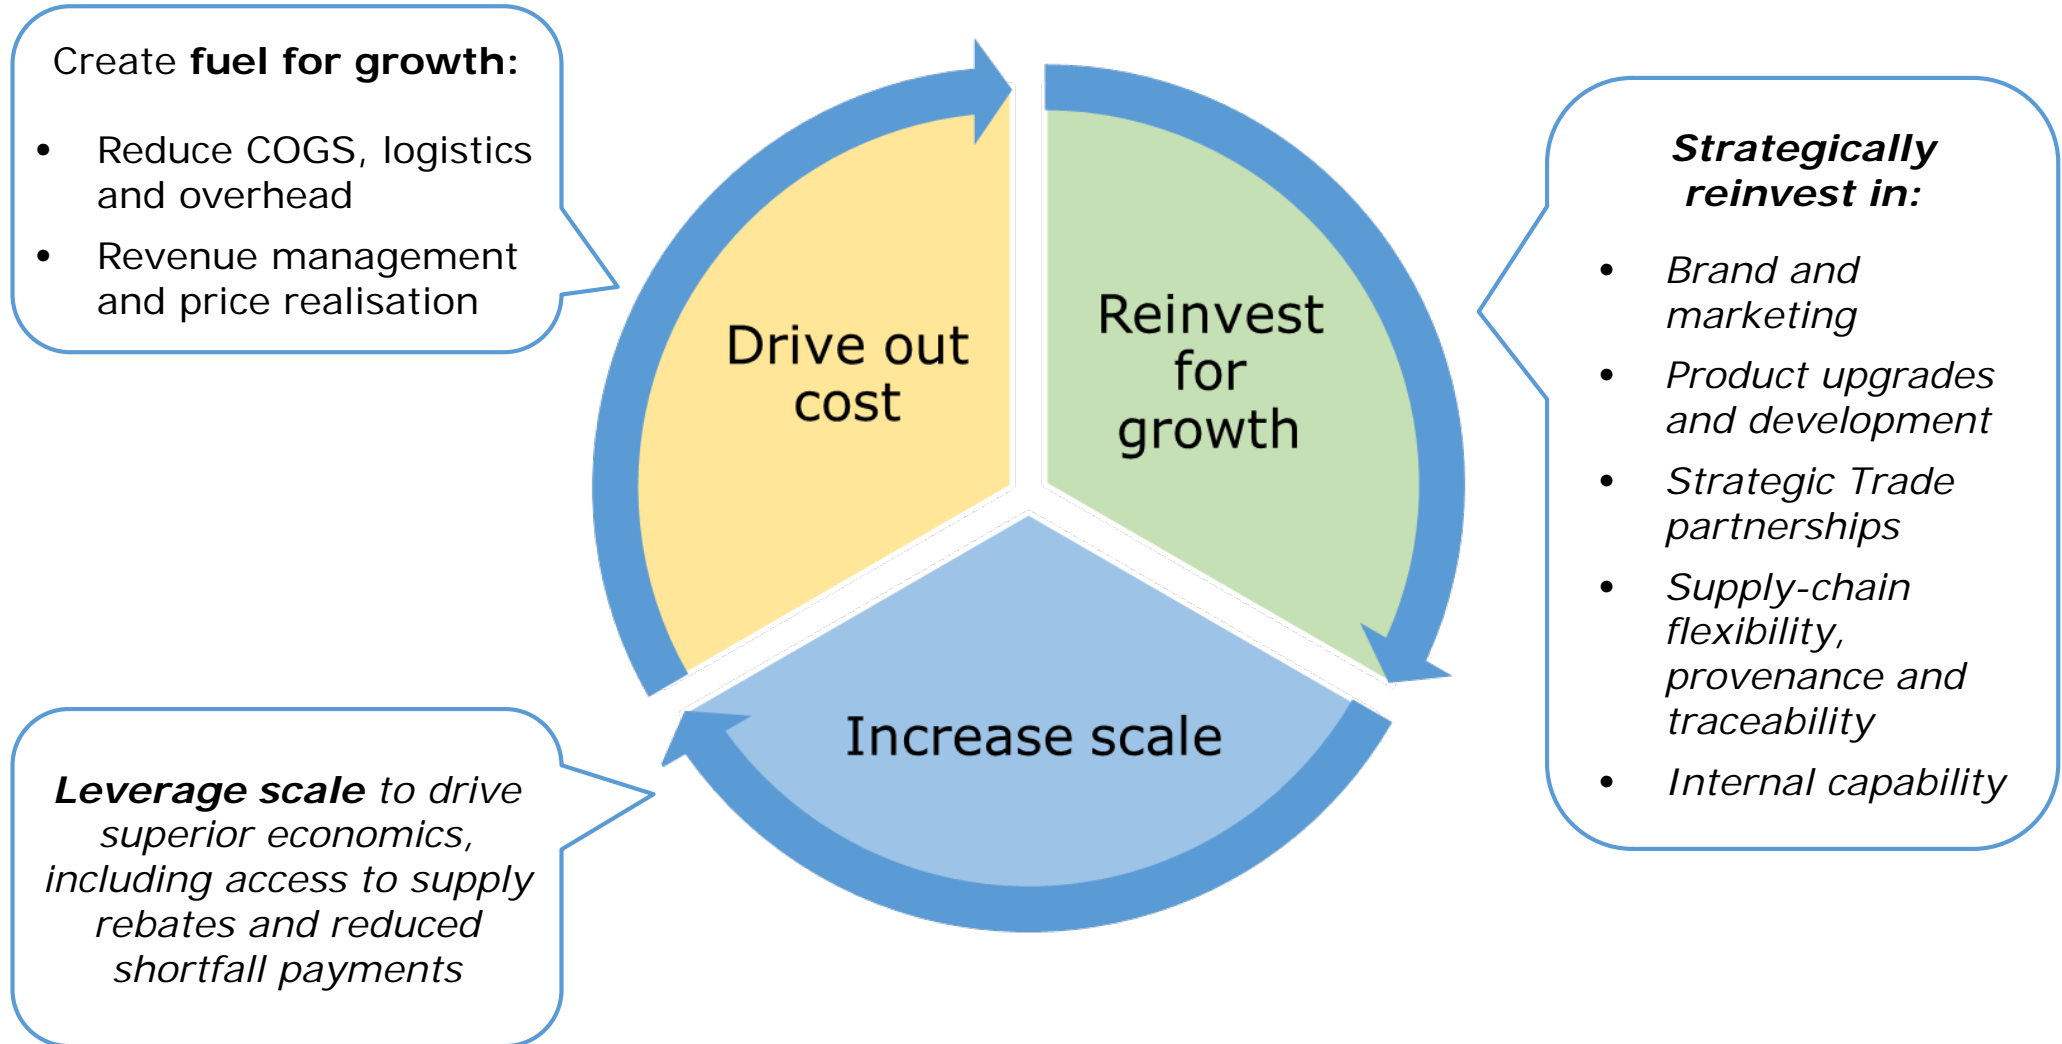 Create fuel for growth:
• Reduce COGS, logistics
and overhead
• Revenue management
and price realisation
Drive out
cost
Reinvest
for
growth
Increase scale
Strategically
reinvest in:
• Brand and
marketing
• Product upgrades
and development
• Strategic Trade
partnerships
• Supply-chain
flexibility,
provenance and
traceability
• Internal capability
Leverage scale to drive
superior economics,
including access to supply
rebates and reduced
shortfall payments